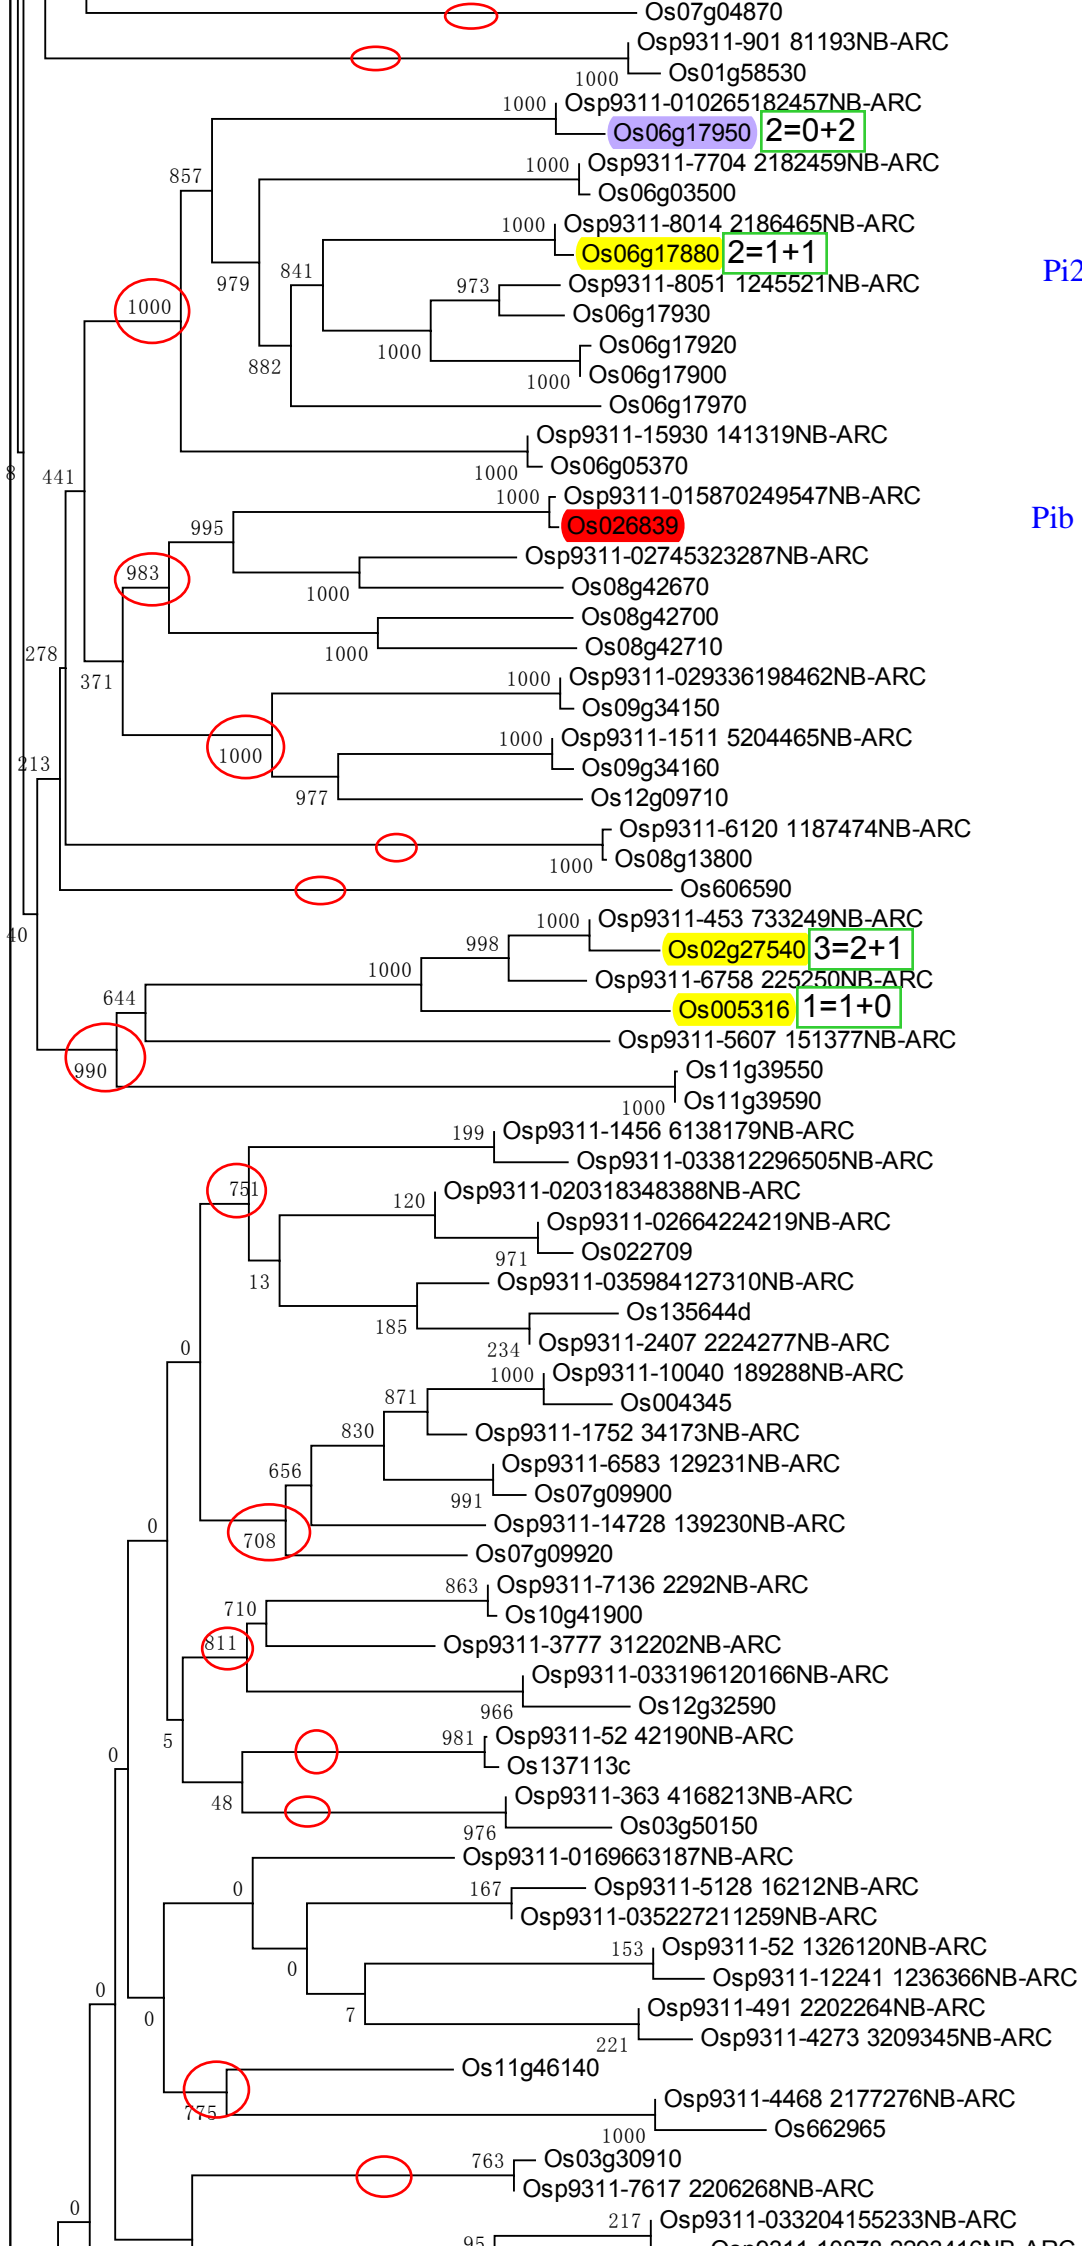 Os07g04870
Osp9311-901 81193NB-ARC
1000 Os01g58530
1000 Osp9311-010265182457NB-ARC
Os06g17950 2=0+2
1000 Osp9311-7704 2182459NB-ARC
857 Os06g03500
1000 Osp9311-8014 2186465NB-ARC
Os06g17880 2=1+1
Pi2
979 841 973 Osp9311-8051 1245521NB-ARC
1000 Os06g17930
1000 Os06g17920
882 1000 Os06g17900
Os06g17970
Osp9311-15930 141319NB-ARC
8 441 1000 Os06g05370
1000 Osp9311-015870249547NB-ARC
995 Os026839 Pib
Osp9311-02745323287NB-ARC
983 1000 Os08g42670
Os08g42700
278 1000 Os08g42710
371 1000 Osp9311-029336198462NB-ARC
Os09g34150
1000 1000 Osp9311-1511 5204465NB-ARC
213 Os09g34160
977 Os12g09710
Osp9311-6120 1187474NB-ARC
1000 Os08g13800
Os606590
40 1000 Osp9311-453 733249NB-ARC
998 Os02g27540 3=2+1
1000 Osp9311-6758 225250NB-ARC
644 Os005316 1=1+0
Osp9311-5607 151377NB-ARC
990 Os11g39550
1000 Os11g39590
199 Osp9311-1456 6138179NB-ARC
Osp9311-033812296505NB-ARC
751 120 Osp9311-020318348388NB-ARC
Osp9311-02664224219NB-ARC
971 Os022709
13 Osp9311-035984127310NB-ARC
185 Os135644d
0 234 Osp9311-2407 2224277NB-ARC
1000 Osp9311-10040 189288NB-ARC
871 Os004345
830 Osp9311-1752 34173NB-ARC
656 Osp9311-6583 129231NB-ARC
991 Os07g09900
0 Osp9311-14728 139230NB-ARC
708 Os07g09920
863 Osp9311-7136 2292NB-ARC
710 Os10g41900
811 Osp9311-3777 312202NB-ARC
Osp9311-033196120166NB-ARC
966 Os12g32590
5 981 Osp9311-52 42190NB-ARC
0 Os137113c
48 Osp9311-363 4168213NB-ARC
976 Os03g50150
Osp9311-0169663187NB-ARC
0 167 Osp9311-5128 16212NB-ARC
Osp9311-035227211259NB-ARC
153 Osp9311-52 1326120NB-ARC
0 0 Osp9311-12241 1236366NB-ARC
0 7 Osp9311-491 2202264NB-ARC
221 Osp9311-4273 3209345NB-ARC
Os11g46140
775 Osp9311-4468 2177276NB-ARC
1000 Os662965
763 Os03g30910
Osp9311-7617 2206268NB-ARC
0 217 Osp9311-033204155233NB-ARC
95